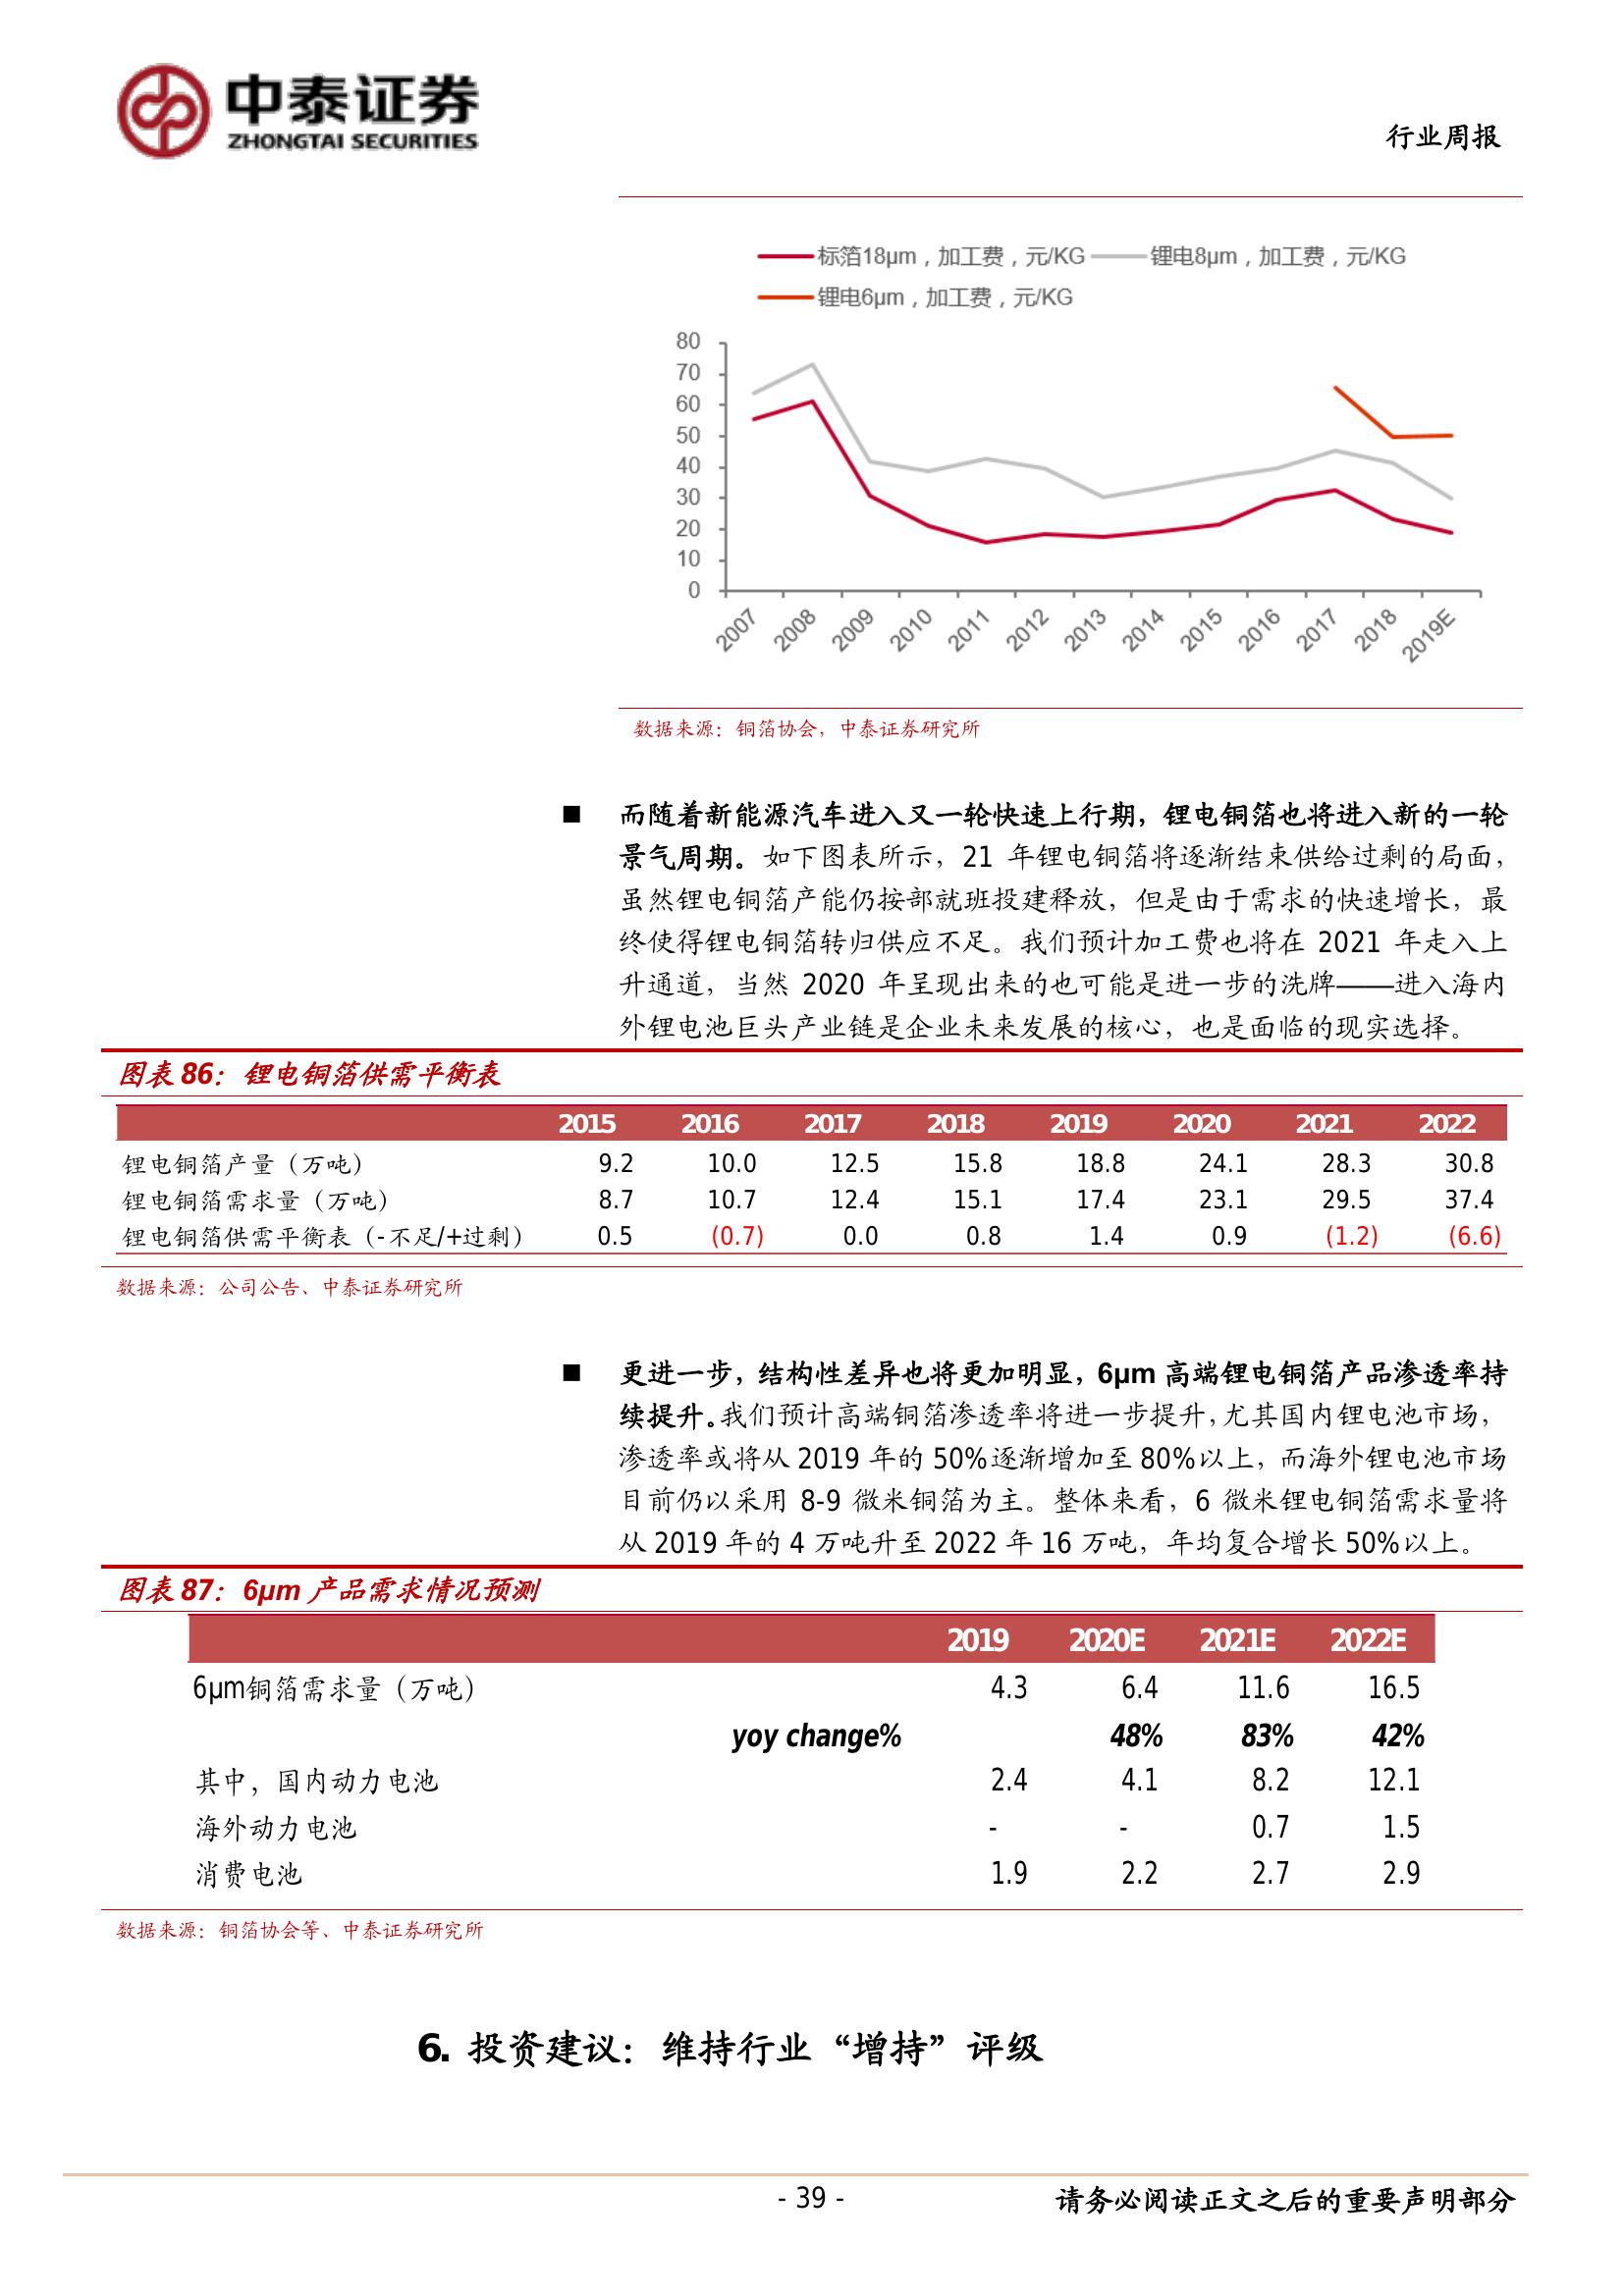 中泰证券
ZHONGTAI SECURITIES
行业周报
标箔18μm，加工费，元/KG 锂电8μm，加工费，元/KG
锂电6μm，加工费，元/KG
80
70
60
50
40
30
20
10
0
2007 2008 2009 2010 2011 2012 2013 2014 2015 2016 2017 2018 2019E
数据来源：铜箔协会，中泰证券研究所
■ 而随着新能源汽车进入又一轮快速上行期，锂电铜箔也将进入新的一轮
景气周期。如下图表所示，21 年锂电铜箔将逐渐结束供给过剩的局面，
虽然锂电铜箔产能仍按部就班投建释放，但是由于需求的快速增长，最
终使得锂电铜箔转归供应不足。我们预计加工费也将在 2021 年走入上
升通道，当然 2020 年呈现出来的也可能是进一步的洗牌——进入海内
外锂电池巨头产业链是企业未来发展的核心，也是面临的现实选择。
图表 86：锂电铜箔供需平衡表
2015 2016 2017 2018 2019 2020 2021 2022
锂电铜箔产量（万吨） 9.2 10.0 12.5 15.8 18.8 24.1 28.3 30.8
锂电铜箔需求量（万吨） 8.7 10.7 12.4 15.1 17.4 23.1 29.5 37.4
锂电铜箔供需平衡表（-不足/+过剩） 0.5 (0.7) 0.0 0.8 1.4 0.9 (1.2) (6.6)
数据来源：公司公告、中泰证券研究所
■ 更进一步，结构性差异也将更加明显，6μm 高端锂电铜箔产品渗透率持
续提升。我们预计高端铜箔渗透率将进一步提升，尤其国内锂电池市场，
渗透率或将从 2019 年的 50%逐渐增加至 80%以上，而海外锂电池市场
目前仍以采用 8-9 微米铜箔为主。整体来看，6 微米锂电铜箔需求量将
从 2019 年的 4 万吨升至 2022 年 16 万吨，年均复合增长 50%以上。
图表 87：6μm 产品需求情况预测
2019 2020E 2021E 2022E
6μm铜箔需求量（万吨） 4.3 6.4 11.6 16.5
yoy change% 48% 83% 42%
其中，国内动力电池 2.4 4.1 8.2 12.1
海外动力电池 - - 0.7 1.5
消费电池 1.9 2.2 2.7 2.9
数据来源：铜箔协会等、中泰证券研究所
6. 投资建议：维持行业“增持”评级
- 39 -
请务必阅读正文之后的重要声明部分